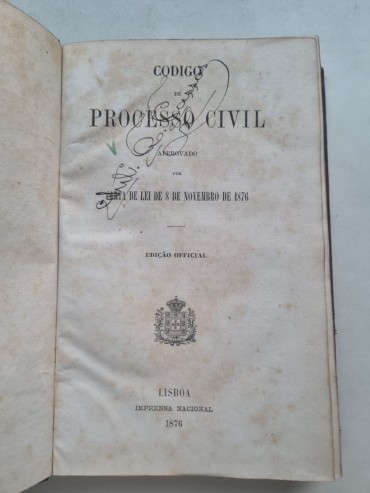 CODIGO
DE
PROCESSO CIVIL
APPROVADO
POR
CARTA DE LEI DE 8 DE NOVEMBRO DE 1876
EDIÇÃO OFFICIAL
LISBOA
IMPRENSA NACIONAL
1876